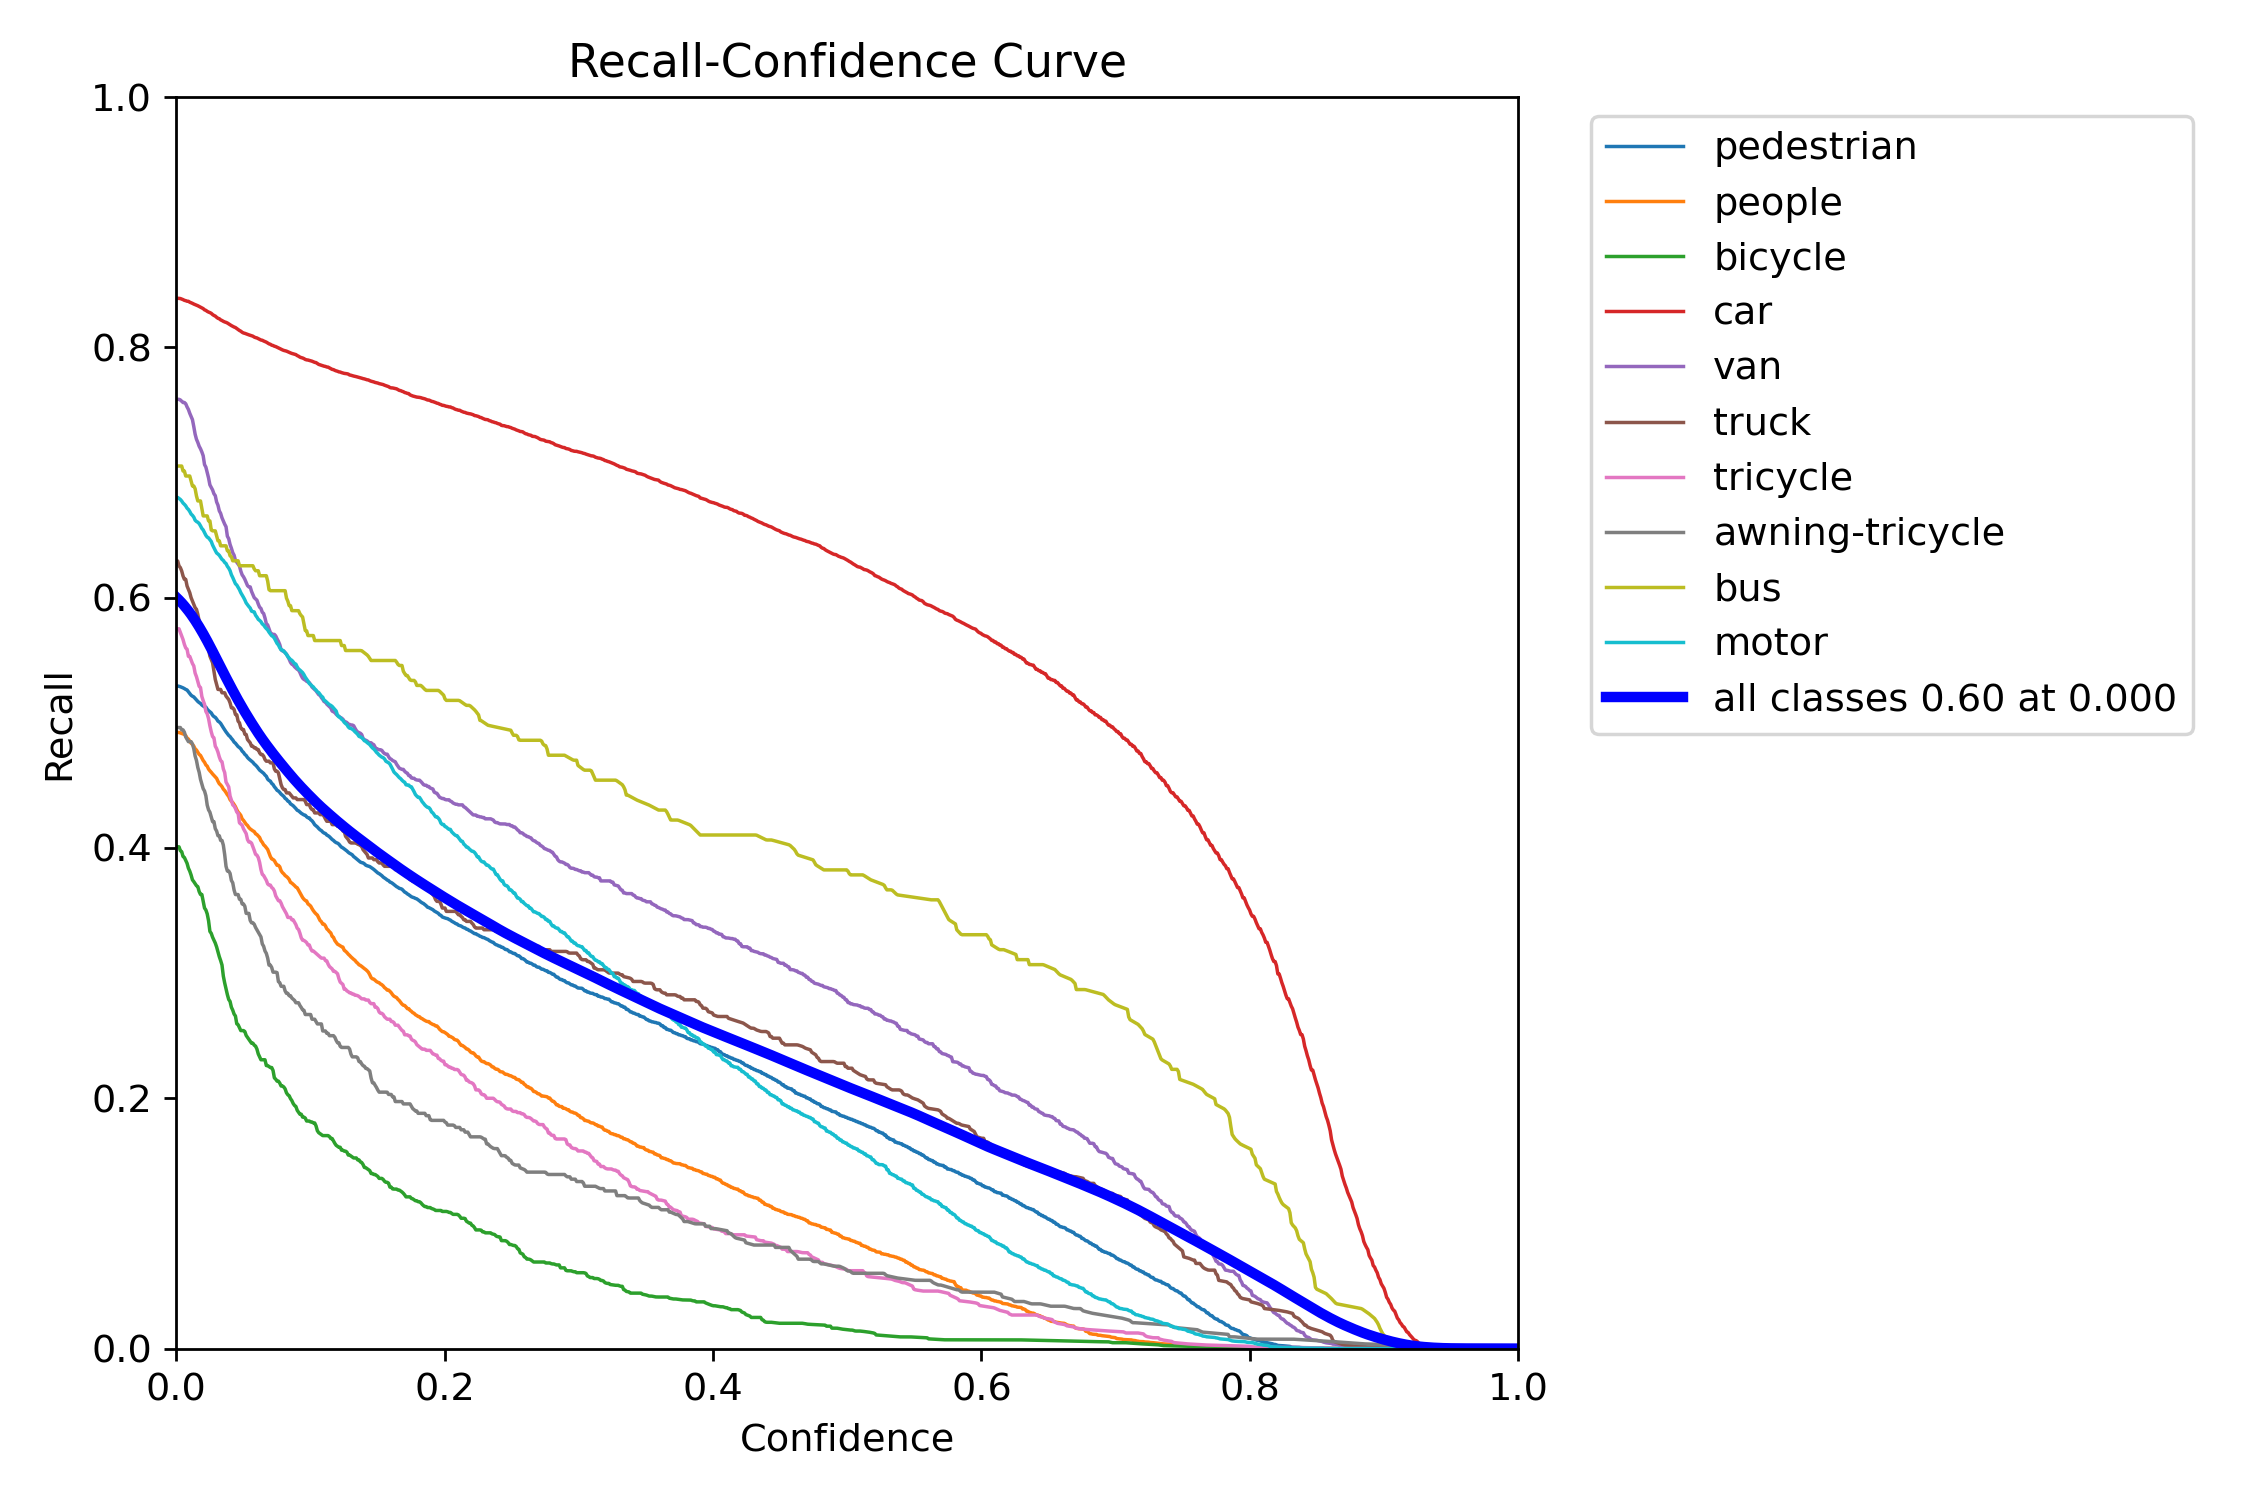 Recall-Confidence Curve
1.0
0.8
0.6
0.4
0.2
0.0
Recall
0.0 0.2 0.4 0.6 0.8 1.0
Confidence
pedestrian
people
bicycle
car
van
truck
tricycle
awning-tricycle
bus
motor
all classes 0.60 at 0.000